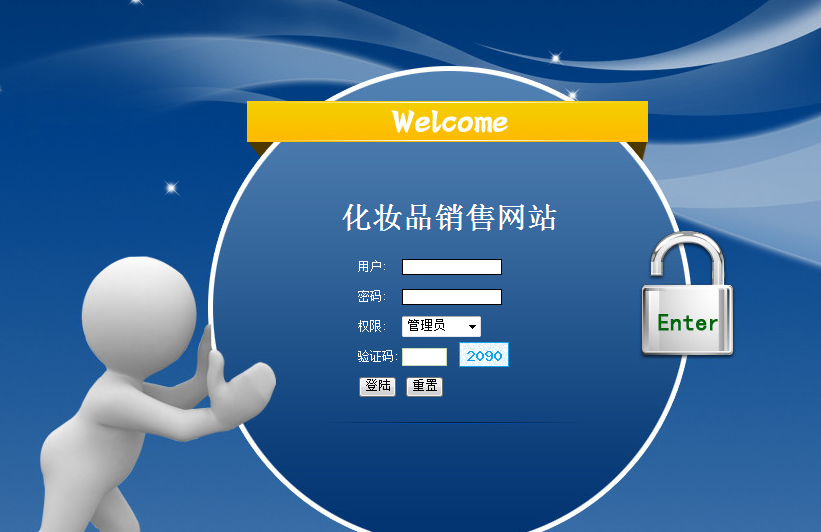 Welcome
化妆品销售网站
用户：
密码：
权限： 管理员
验证码： 2090
登陆 重置
Enter